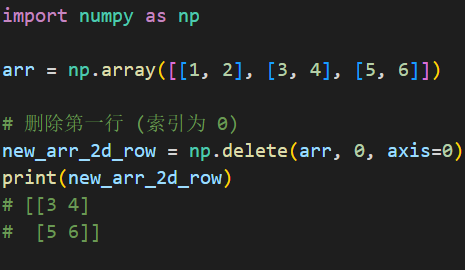 import numpy as np
arr = np.array([[1, 2], [3, 4], [5, 6]])
# 删除第一行 (索引为 0)
new_arr_2d_row = np.delete(arr, 0, axis=0)
print(new_arr_2d_row)
# [[3 4]
#  [5 6]]